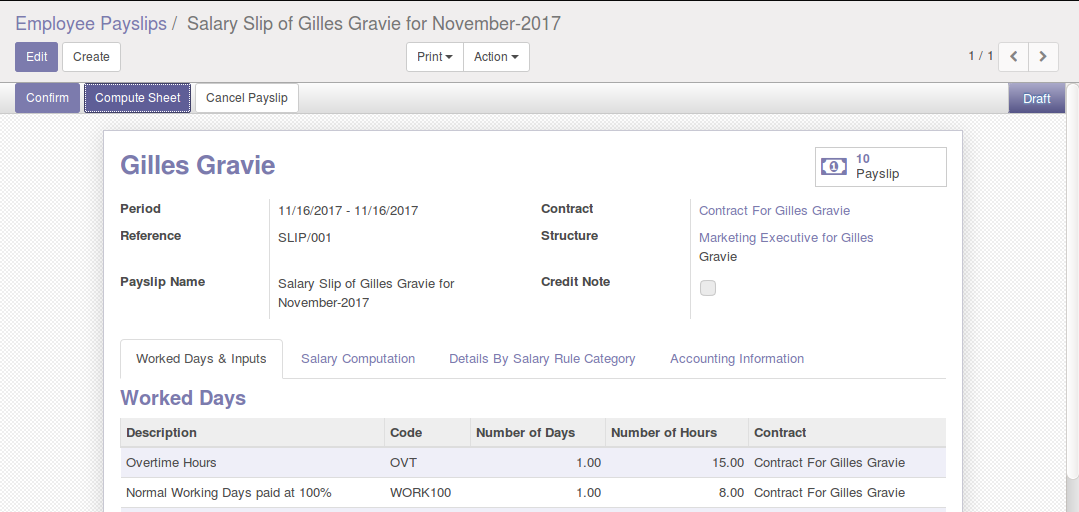 Employee Payslips / Salary Slip of Gilles Gravie for November-2017
Edit Create Print Action 1 / 1
Confirm Compute Sheet Cancel Payslip Draft
Gilles Gravie
10
Payslip
Period 11/16/2017 - 11/16/2017 Contract Contract For Gilles Gravie
Reference SLIP/001 Structure Marketing Executive for Gilles
Gravie
Payslip Name Salary Slip of Gilles Gravie for Credit Note
November-2017
Worked Days & Inputs Salary Computation Details By Salary Rule Category Accounting Information
Worked Days
Description Code Number of Days Number of Hours Contract
Overtime Hours OVT 1.00 15.00 Contract For Gilles Gravie
Normal Working Days paid at 100% WORK100 1.00 8.00 Contract For Gilles Gravie